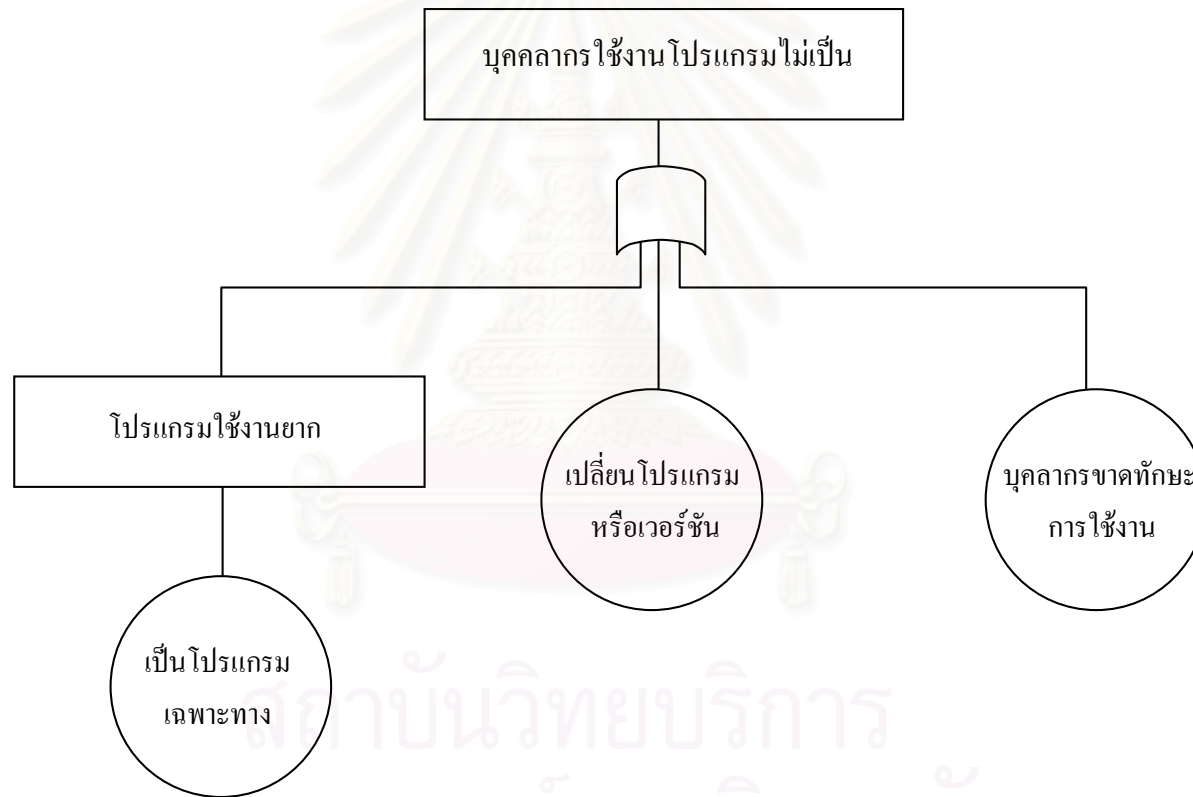 บุคคลากรใช้งานโปรแกรมไม่เป็น
โปรแกรมใช้งานยาก
เปลี่ยนโปรแกรม
หรือเวอร์ชัน
บุคลากรขาดทักษะ
การใช้งาน
เป็นโปรแกรม
เฉพาะทาง
สถาบันวิทยบริการ